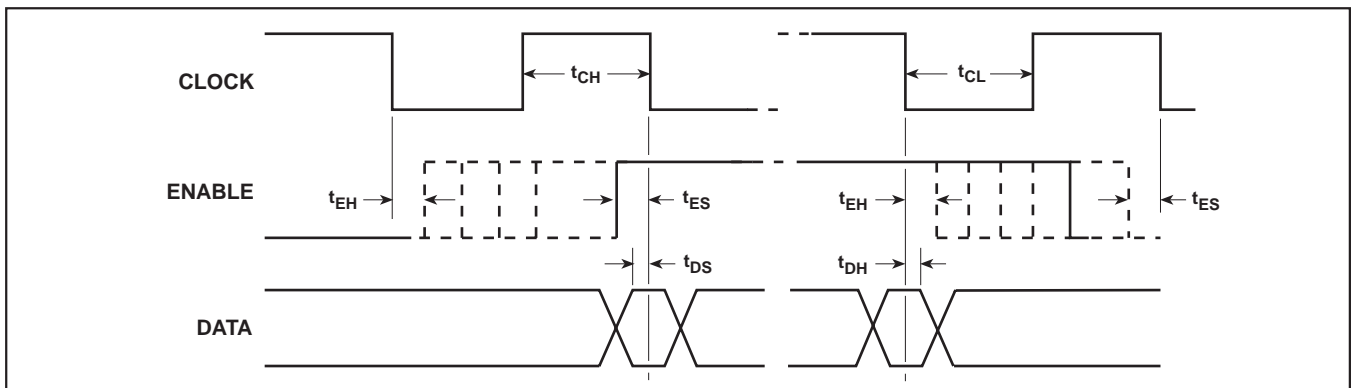 CLOCK
tCH
tCL
ENABLE
tEH
tES
tEH
tES
tDS
tDH
DATA